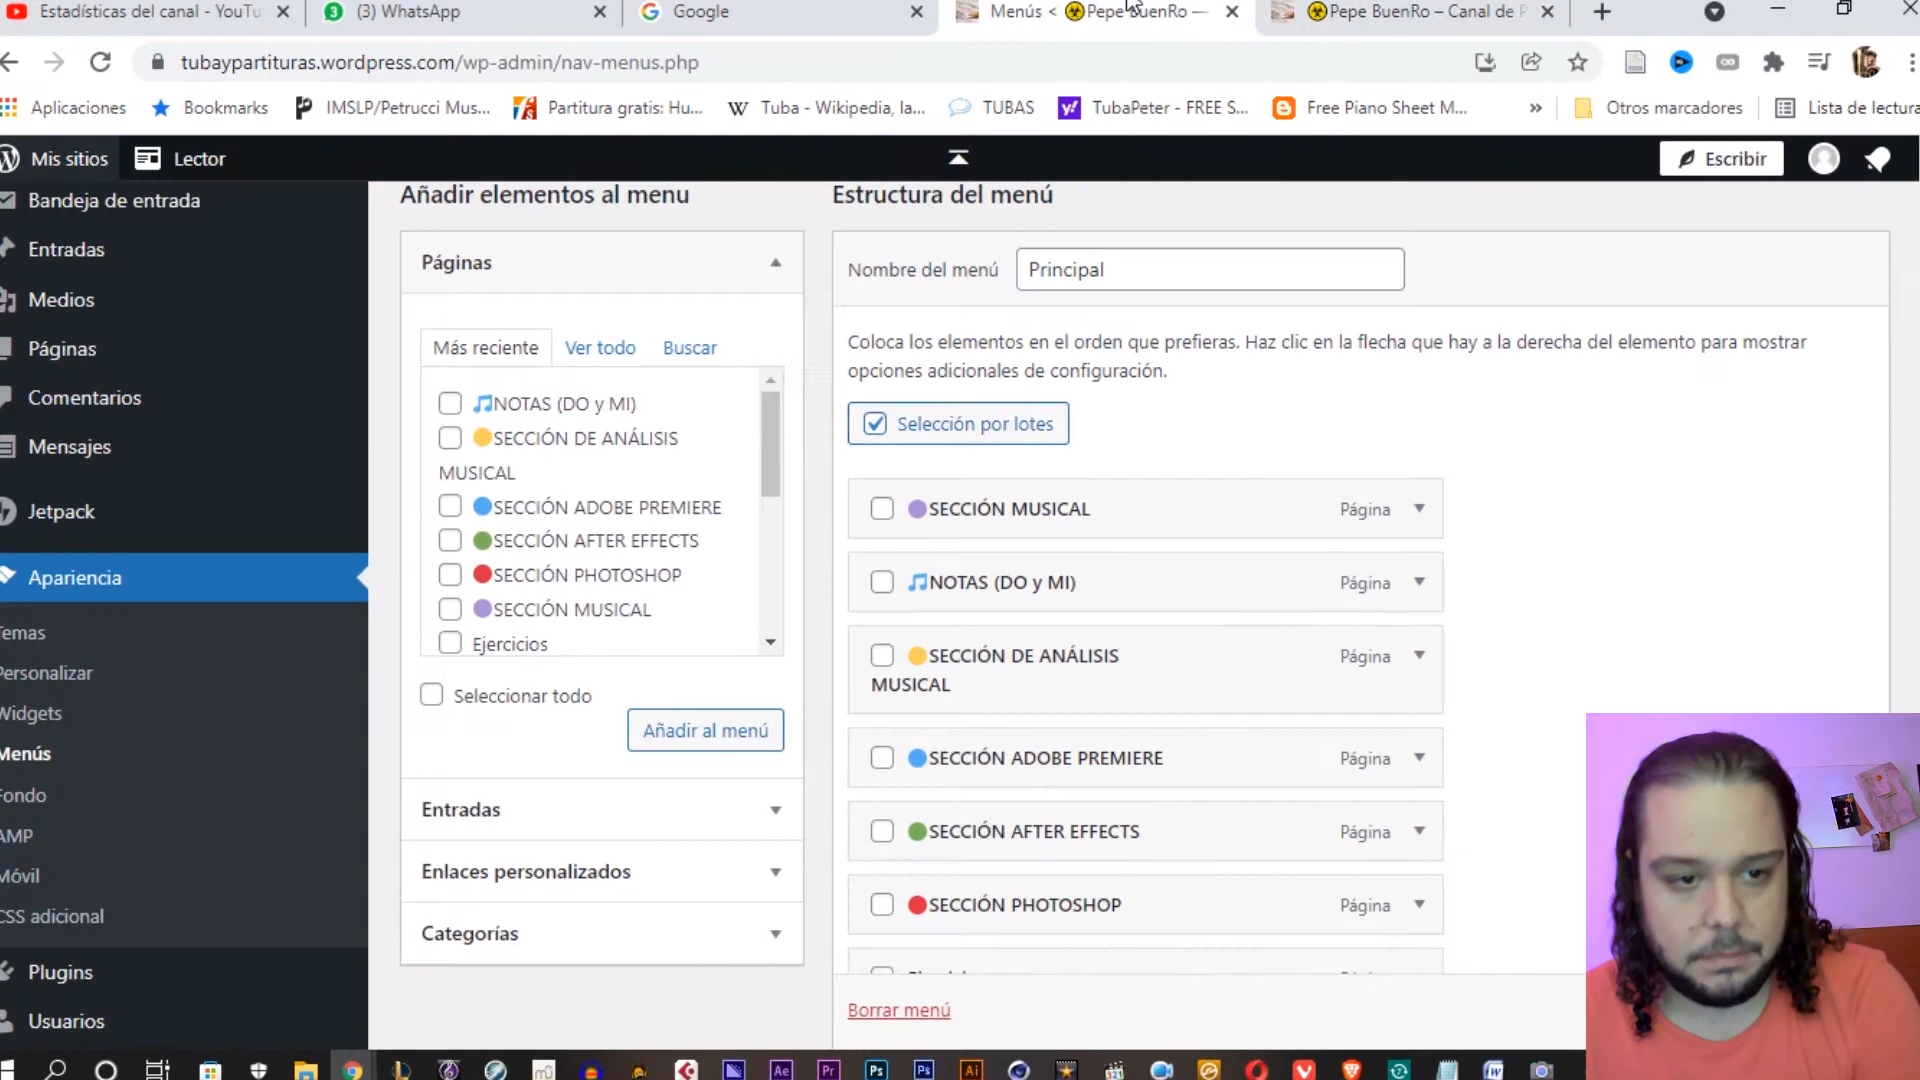 Estadísticas del canal - YouTu
(3) WhatsApp
Google
Menús < Pepe BuenRo —
Pepe BuenRo – Canal de P
tubaypartituras.wordpress.com/wp-admin/nav-menus.php
Aplicaciones
Bookmarks
IMSLP/Petrucci Mus...
Partitura gratis: Hu...
Tuba - Wikipedia, la...
TUBAS
TubaPeter - FREE S...
Free Piano Sheet M...
»
Otros marcadores
Lista de lectura
Mis sitios
Lector
Escribir
Bandeja de entrada
Entradas
Medios
Páginas
Comentarios
Mensajes
Jetpack
Apariencia
Temas
Personalizar
Widgets
Menús
Fondo
AMP
Móvil
CSS adicional
Plugins
Usuarios
Añadir elementos al menu
Páginas
Más reciente
Ver todo
Buscar
🎵NOTAS (DO y MI)
SECCIÓN DE ANÁLISIS
MUSICAL
SECCIÓN ADOBE PREMIERE
SECCIÓN AFTER EFFECTS
SECCIÓN PHOTOSHOP
SECCIÓN MUSICAL
Ejercicios
Seleccionar todo
Añadir al menú
Entradas
Enlaces personalizados
Categorías
Estructura del menú
Nombre del menú
Principal
Coloca los elementos en el orden que prefieras. Haz clic en la flecha que hay a la derecha del elemento para mostrar
opciones adicionales de configuración.
Selección por lotes
SECCIÓN MUSICAL Página
🎵NOTAS (DO y MI) Página
SECCIÓN DE ANÁLISIS Página
MUSICAL
SECCIÓN ADOBE PREMIERE Página
SECCIÓN AFTER EFFECTS Página
SECCIÓN PHOTOSHOP Página
Borrar menú